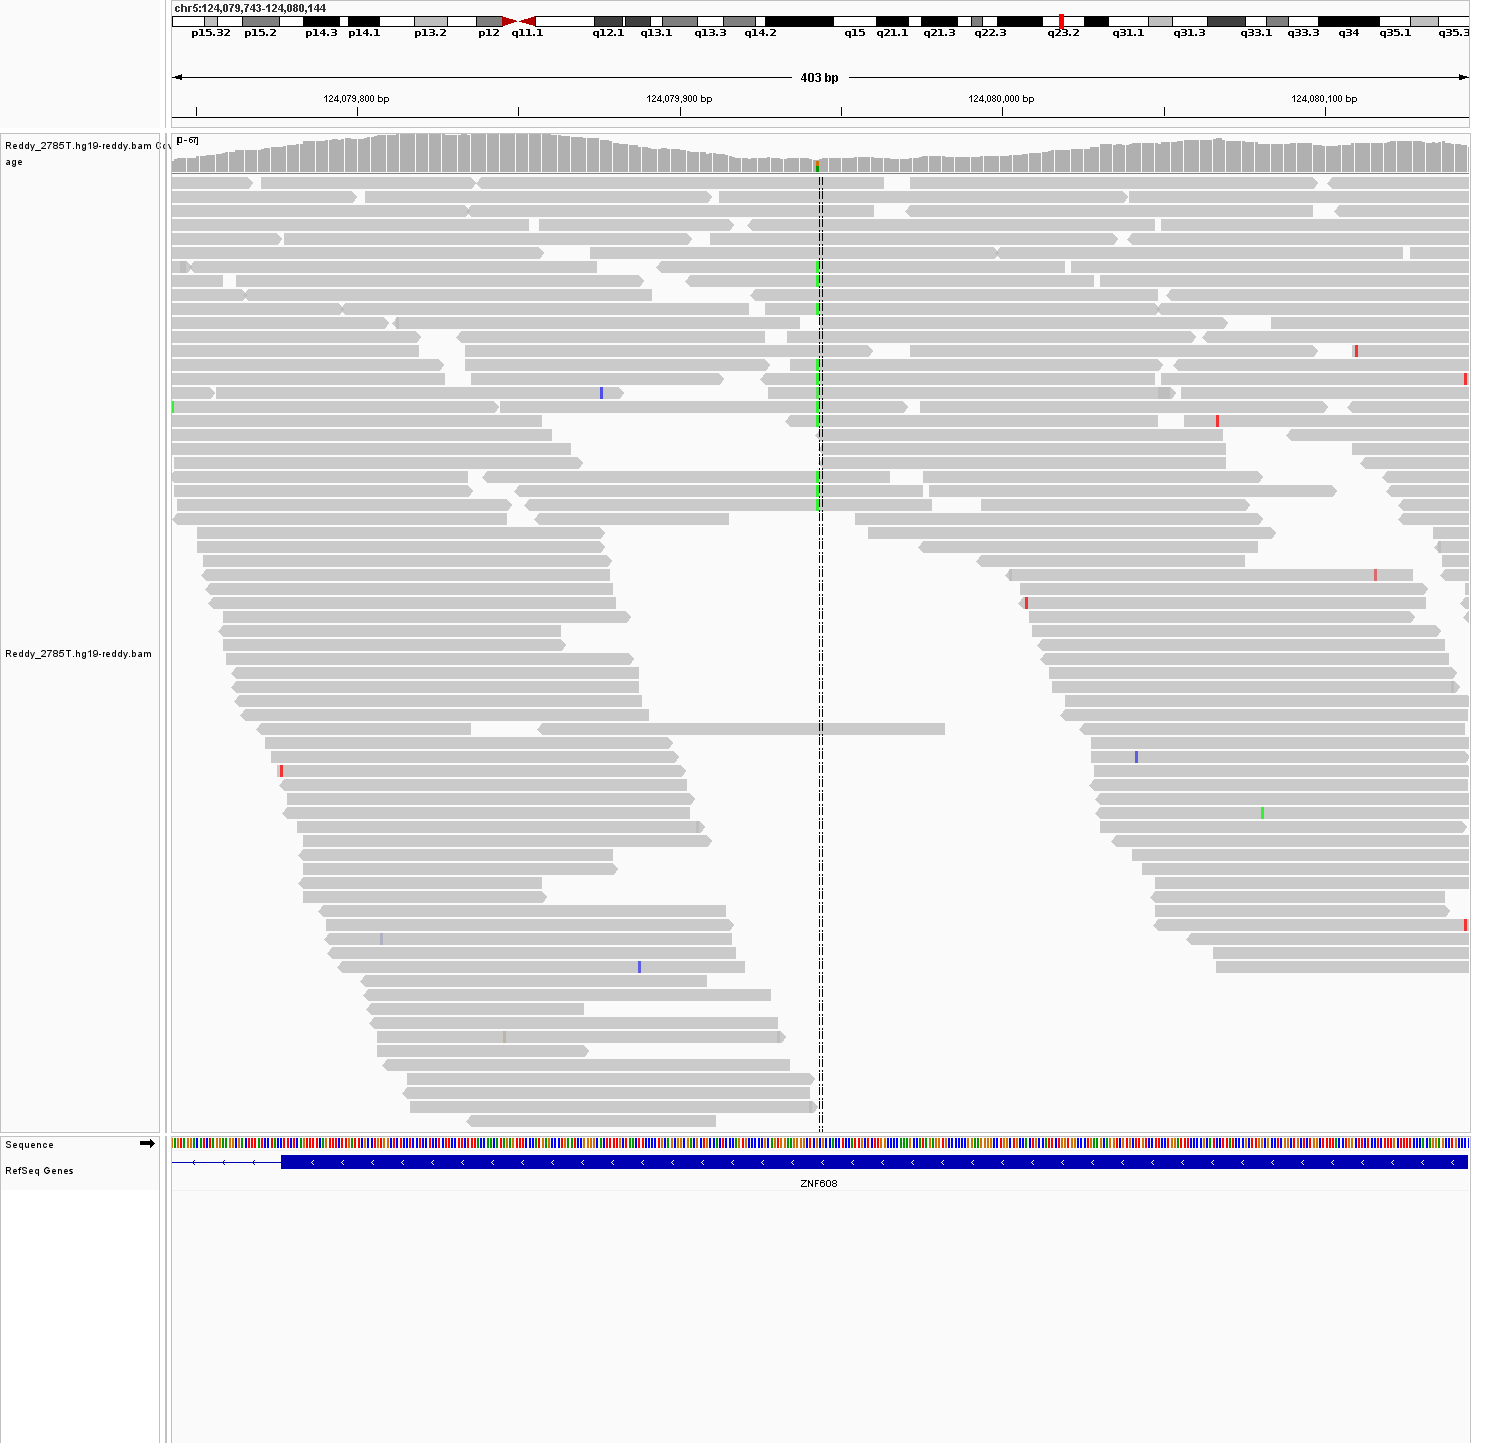 chr5:124,079,743-124,080,144
p15.32 p15.2 p14.3 p14.1 p13.2 p12 q11.1 q12.1 q13.1 q13.3 q14.2 q15 q21.1 q21.3 q22.3 q23.2 q31.1 q31.3 q33.1 q33.3 q34 q35.1 q35.3
403 bp
124,079,800 bp 124,079,900 bp 124,080,000 bp 124,080,100 bp
[0 - 67]
Reddy_2785T.hg19-reddy.bam Cov
age
Reddy_2785T.hg19-reddy.bam
Sequence
RefSeq Genes
ZNF608